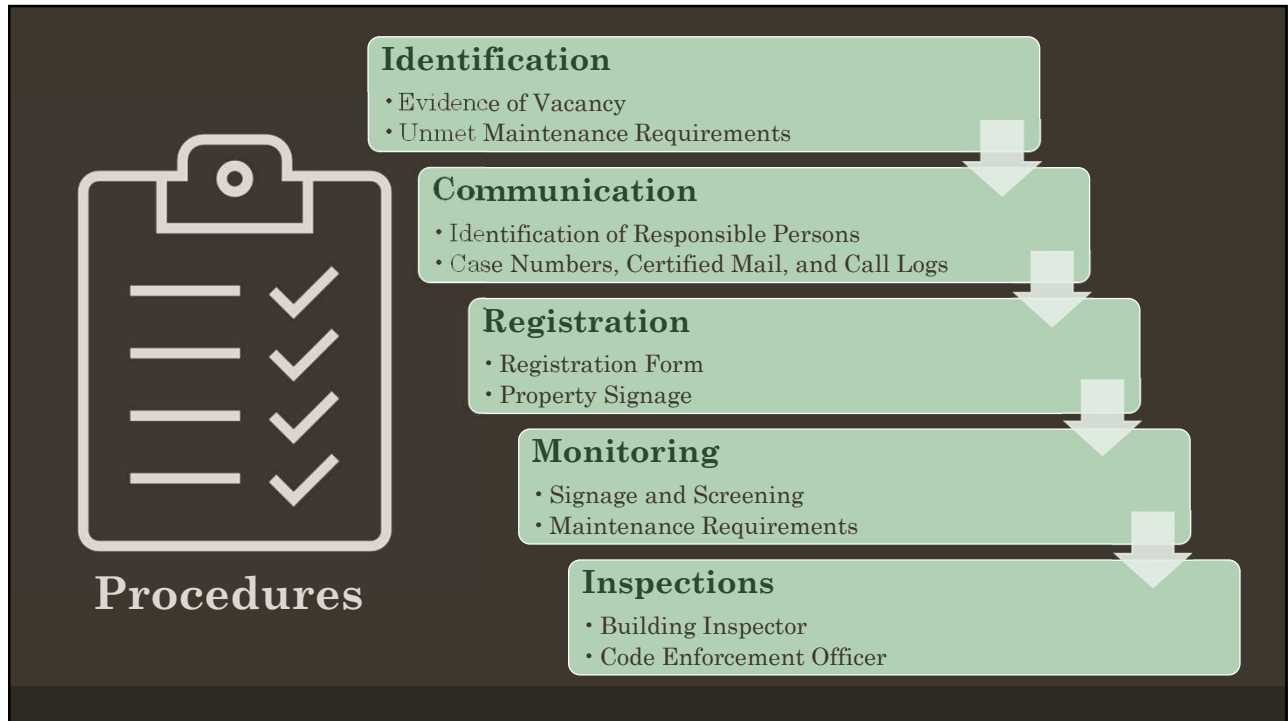 Identification
• Evidence of Vacancy
• Unmet Maintenance Requirements
Communication
• Identification of Responsible Persons
• Case Numbers, Certified Mail, and Call Logs
Registration
• Registration Form
• Property Signage
Monitoring
• Signage and Screening
• Maintenance Requirements
Inspections
• Building Inspector
• Code Enforcement Officer
Procedures